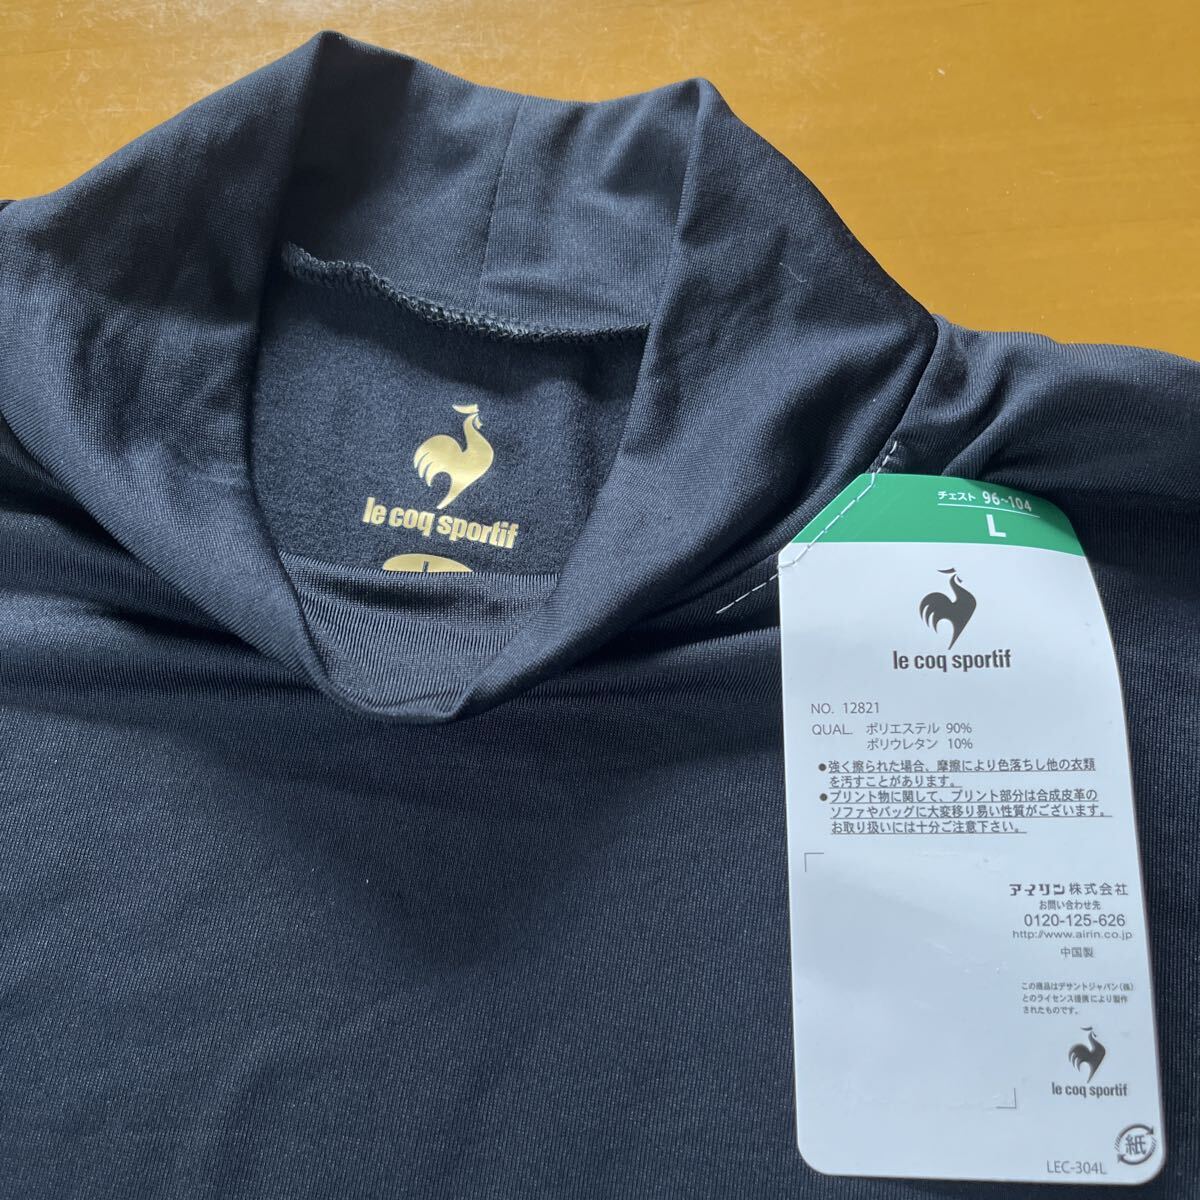 le coq sportif
L
チェスト 96~104
L
le coq sportif
NO. 12821
QUAL. ポリエステル 90%
ポリウレタン 10%
●強く擦られた場合、摩擦により色落ちし他の衣類
を汚すことがあります。
●プリント物に関して、プリント部分は合成皮革の
ソファやバッグに大変移り易い性質がございます。
お取り扱いには十分ご注意下さい。
アイリン株式会社
お問い合わせ先
0120-125-626
http://www.airin.co.jp
中国製
この商品はデサントジャパン(株)
とのライセンス提携により製作
されたものです。
le coq sportif
紙
LEC-304L